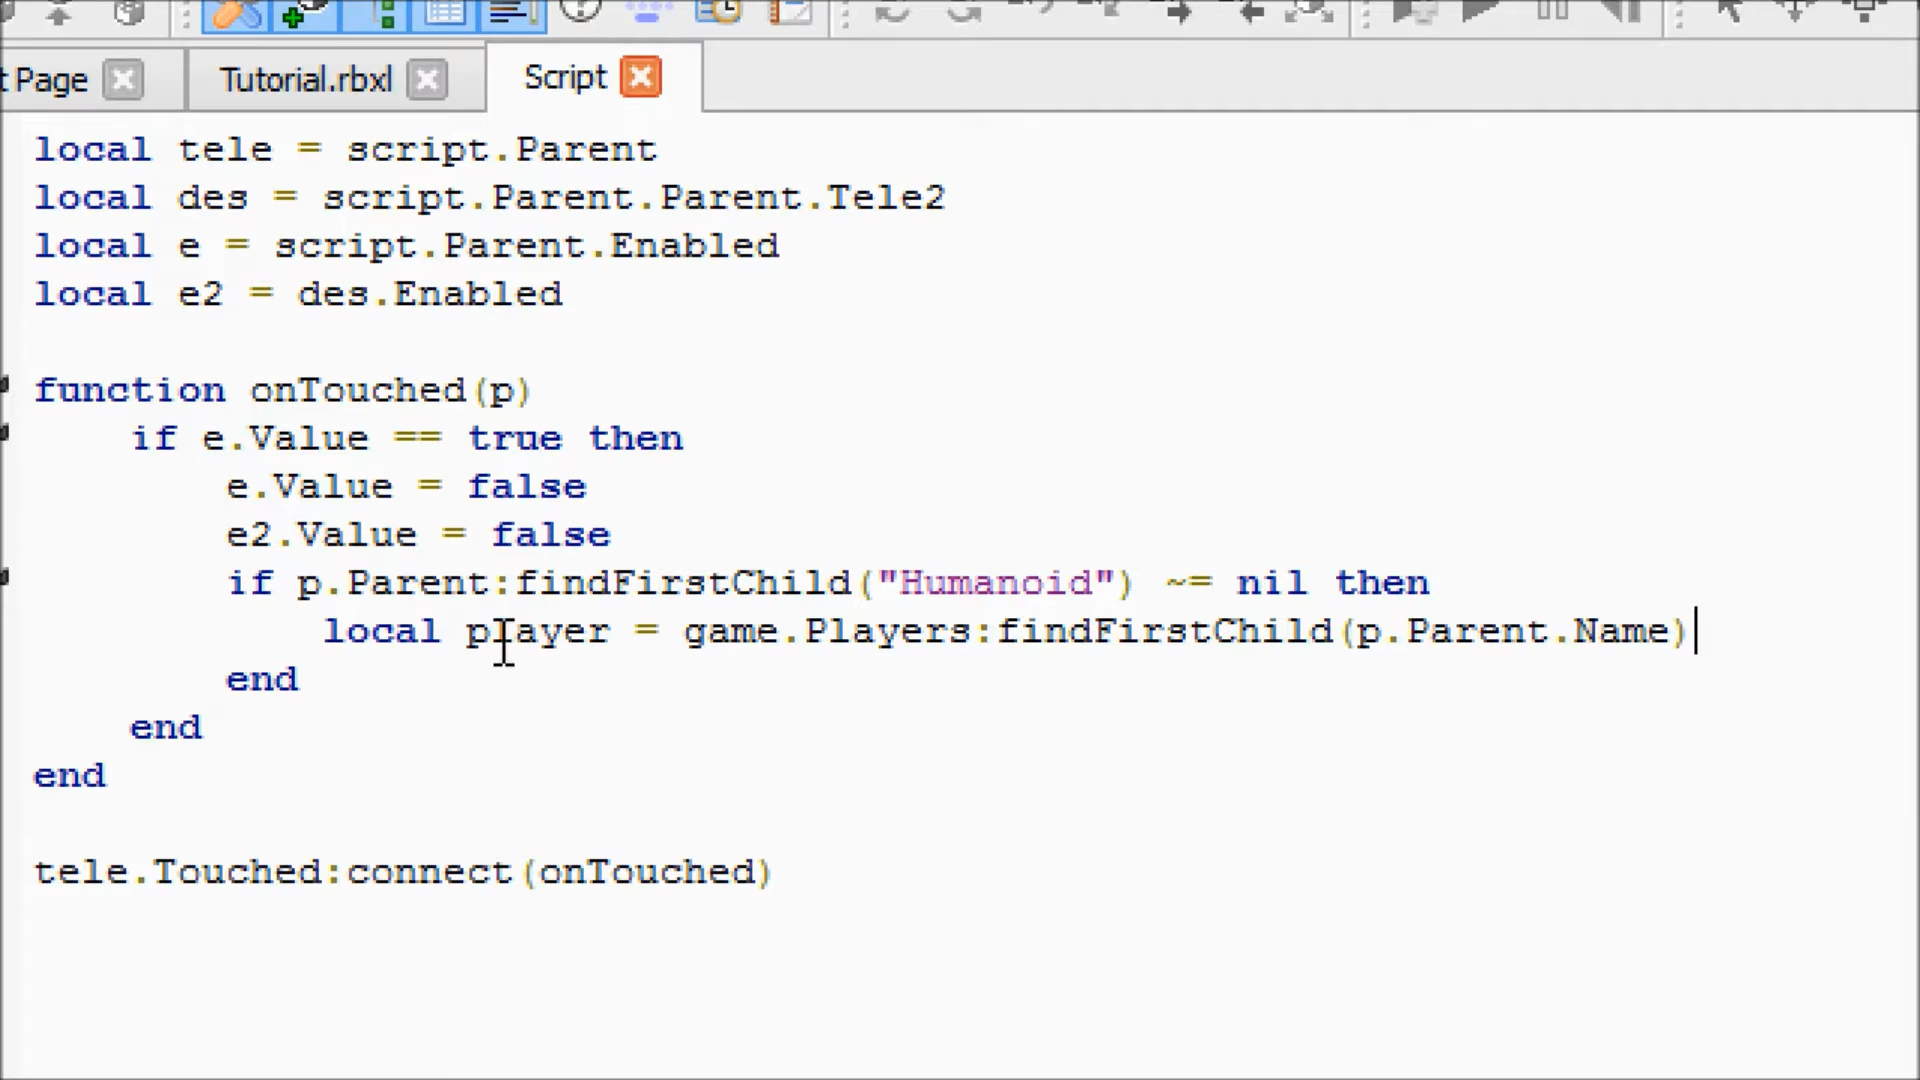 t Page
Tutorial.rbxl
Script
local tele = script.Parent
local des = script.Parent.Parent.Tele2
local e = script.Parent.Enabled
local e2 = des.Enabled
function onTouched(p)
if e.Value == true then
e.Value = false
e2.Value = false
if p.Parent:findFirstChild("Humanoid") ~= nil then
local player = game.Players:findFirstChild(p.Parent.Name)
end
end
end
tele.Touched:connect(onTouched)